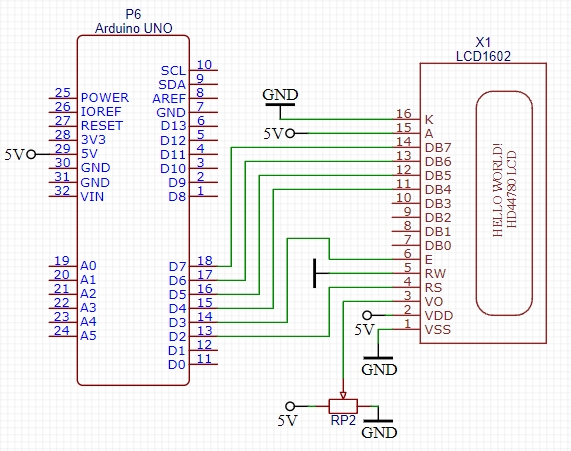 P6
Arduino UNO
SCL 10
SDA 9
AREF 8
GND 7
D13 6
D12 5
D11 4
D10 3
D9 2
D8 1
25 POWER
26 IOREF
27 RESET
28 3V3
5V 29 5V
30 GND
31 GND
32 VIN
19 A0
20 A1
21 A2
22 A3
23 A4
24 A5
D7 18
D6 17
D5 16
D4 15
D3 14
D2 13
D1 12
D0 11
X1
LCD1602
GND
5V
16 K
15 A
14 DB7
13 DB6
12 DB5
11 DB4
10 DB3
9 DB2
8 DB1
7 DB0
6 E
5 RW
4 RS
3 VO
2 VDD
1 VSS
HELLO WORLD!
HD44780 LCD
5V
GND
5V
RP2
GND